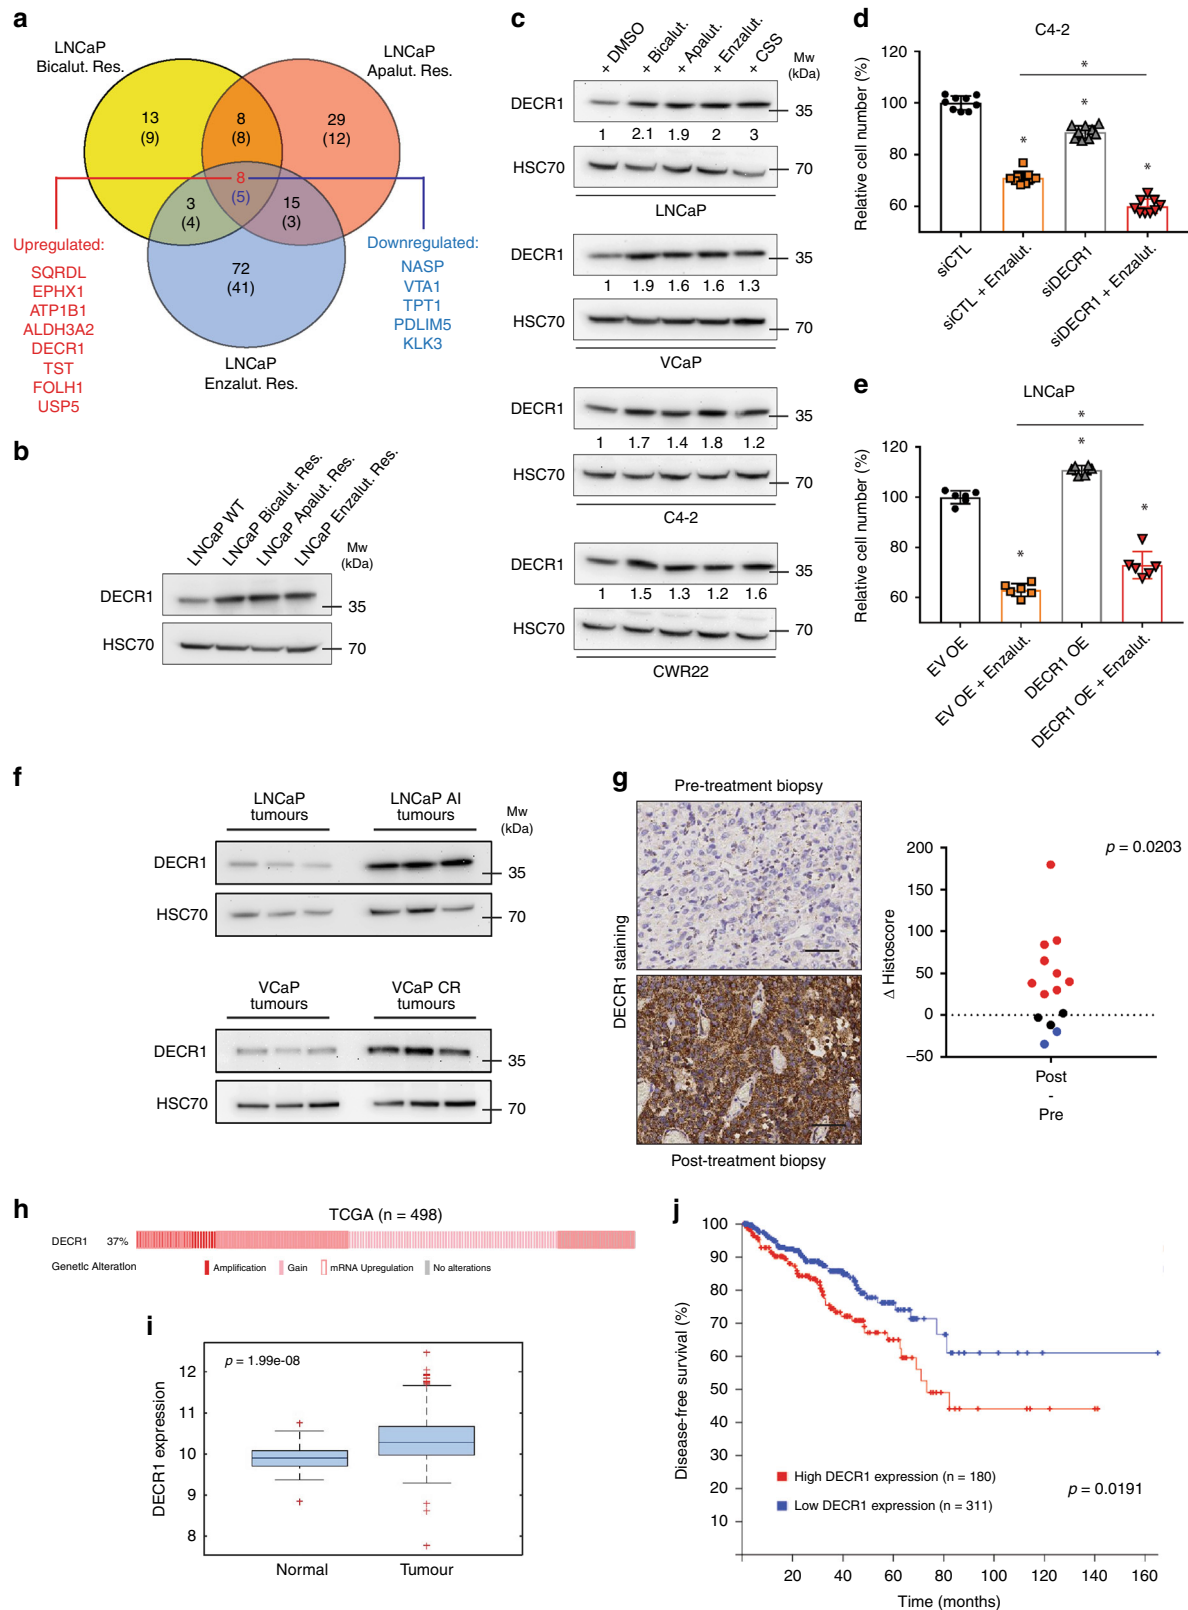 a
LNCaP
Bicalut. Res.
LNCaP
Apalut. Res.
13
(9)
8
(8)
29
(12)
8
(5)
3
(4)
15
(3)
72
(41)
Upregulated:
SQRDL
EPHX1
ATP1B1
ALDH3A2
DECR1
TST
FOLH1
USP5
Downregulated:
NASP
VTA1
TPT1
PDLIM5
KLK3
LNCaP
Enzalut. Res.
b
LNCaP WT
LNCaP Bicalut. Res.
LNCaP Apalut. Res.
LNCaP Enzalut. Res.
Mw
(kDa)
DECR1
35
HSC70
70
c
+ DMSO
+ Bicalut.
+ Apalut.
+ Enzalut.
+ CSS
Mw
(kDa)
DECR1
35
1 2.1 1.9 2 3
HSC70
70
LNCaP
DECR1
35
1 1.9 1.6 1.6 1.3
HSC70
70
VCaP
DECR1
35
1 1.7 1.4 1.8 1.2
HSC70
70
C4-2
DECR1
35
1 1.5 1.3 1.2 1.6
HSC70
70
CWR22
d
C4-2
Relative cell number (%)
120
100
80
60
*
*
*
*
siCTL
siCTL + Enzalut.
siDECR1
siDECR1 + Enzalut.
e
LNCaP
Relative cell number (%)
120
100
80
60
*
*
*
*
EV OE
EV OE + Enzalut.
DECR1 OE
DECR1 OE + Enzalut.
f
LNCaP
tumours
LNCaP AI
tumours
Mw
(kDa)
DECR1
35
HSC70
70
VCaP
tumours
VCaP CR
tumours
DECR1
35
HSC70
70
g
Pre-treatment biopsy
DECR1 staining
Post-treatment biopsy
p = 0.0203
Δ Histoscore
200
150
100
50
0
–50
Post
-
Pre
h
TCGA (n = 498)
DECR1 37%
Genetic Alteration
Amplification
Gain
mRNA Upregulation
No alterations
i
p = 1.99e-08
DECR1 expression
12
11
10
9
8
Normal
Tumour
j
Disease-free survival (%)
100
90
80
70
60
50
40
30
20
10
High DECR1 expression (n = 180)
Low DECR1 expression (n = 311)
p = 0.0191
20 40 60 80 100 120 140 160
Time (months)